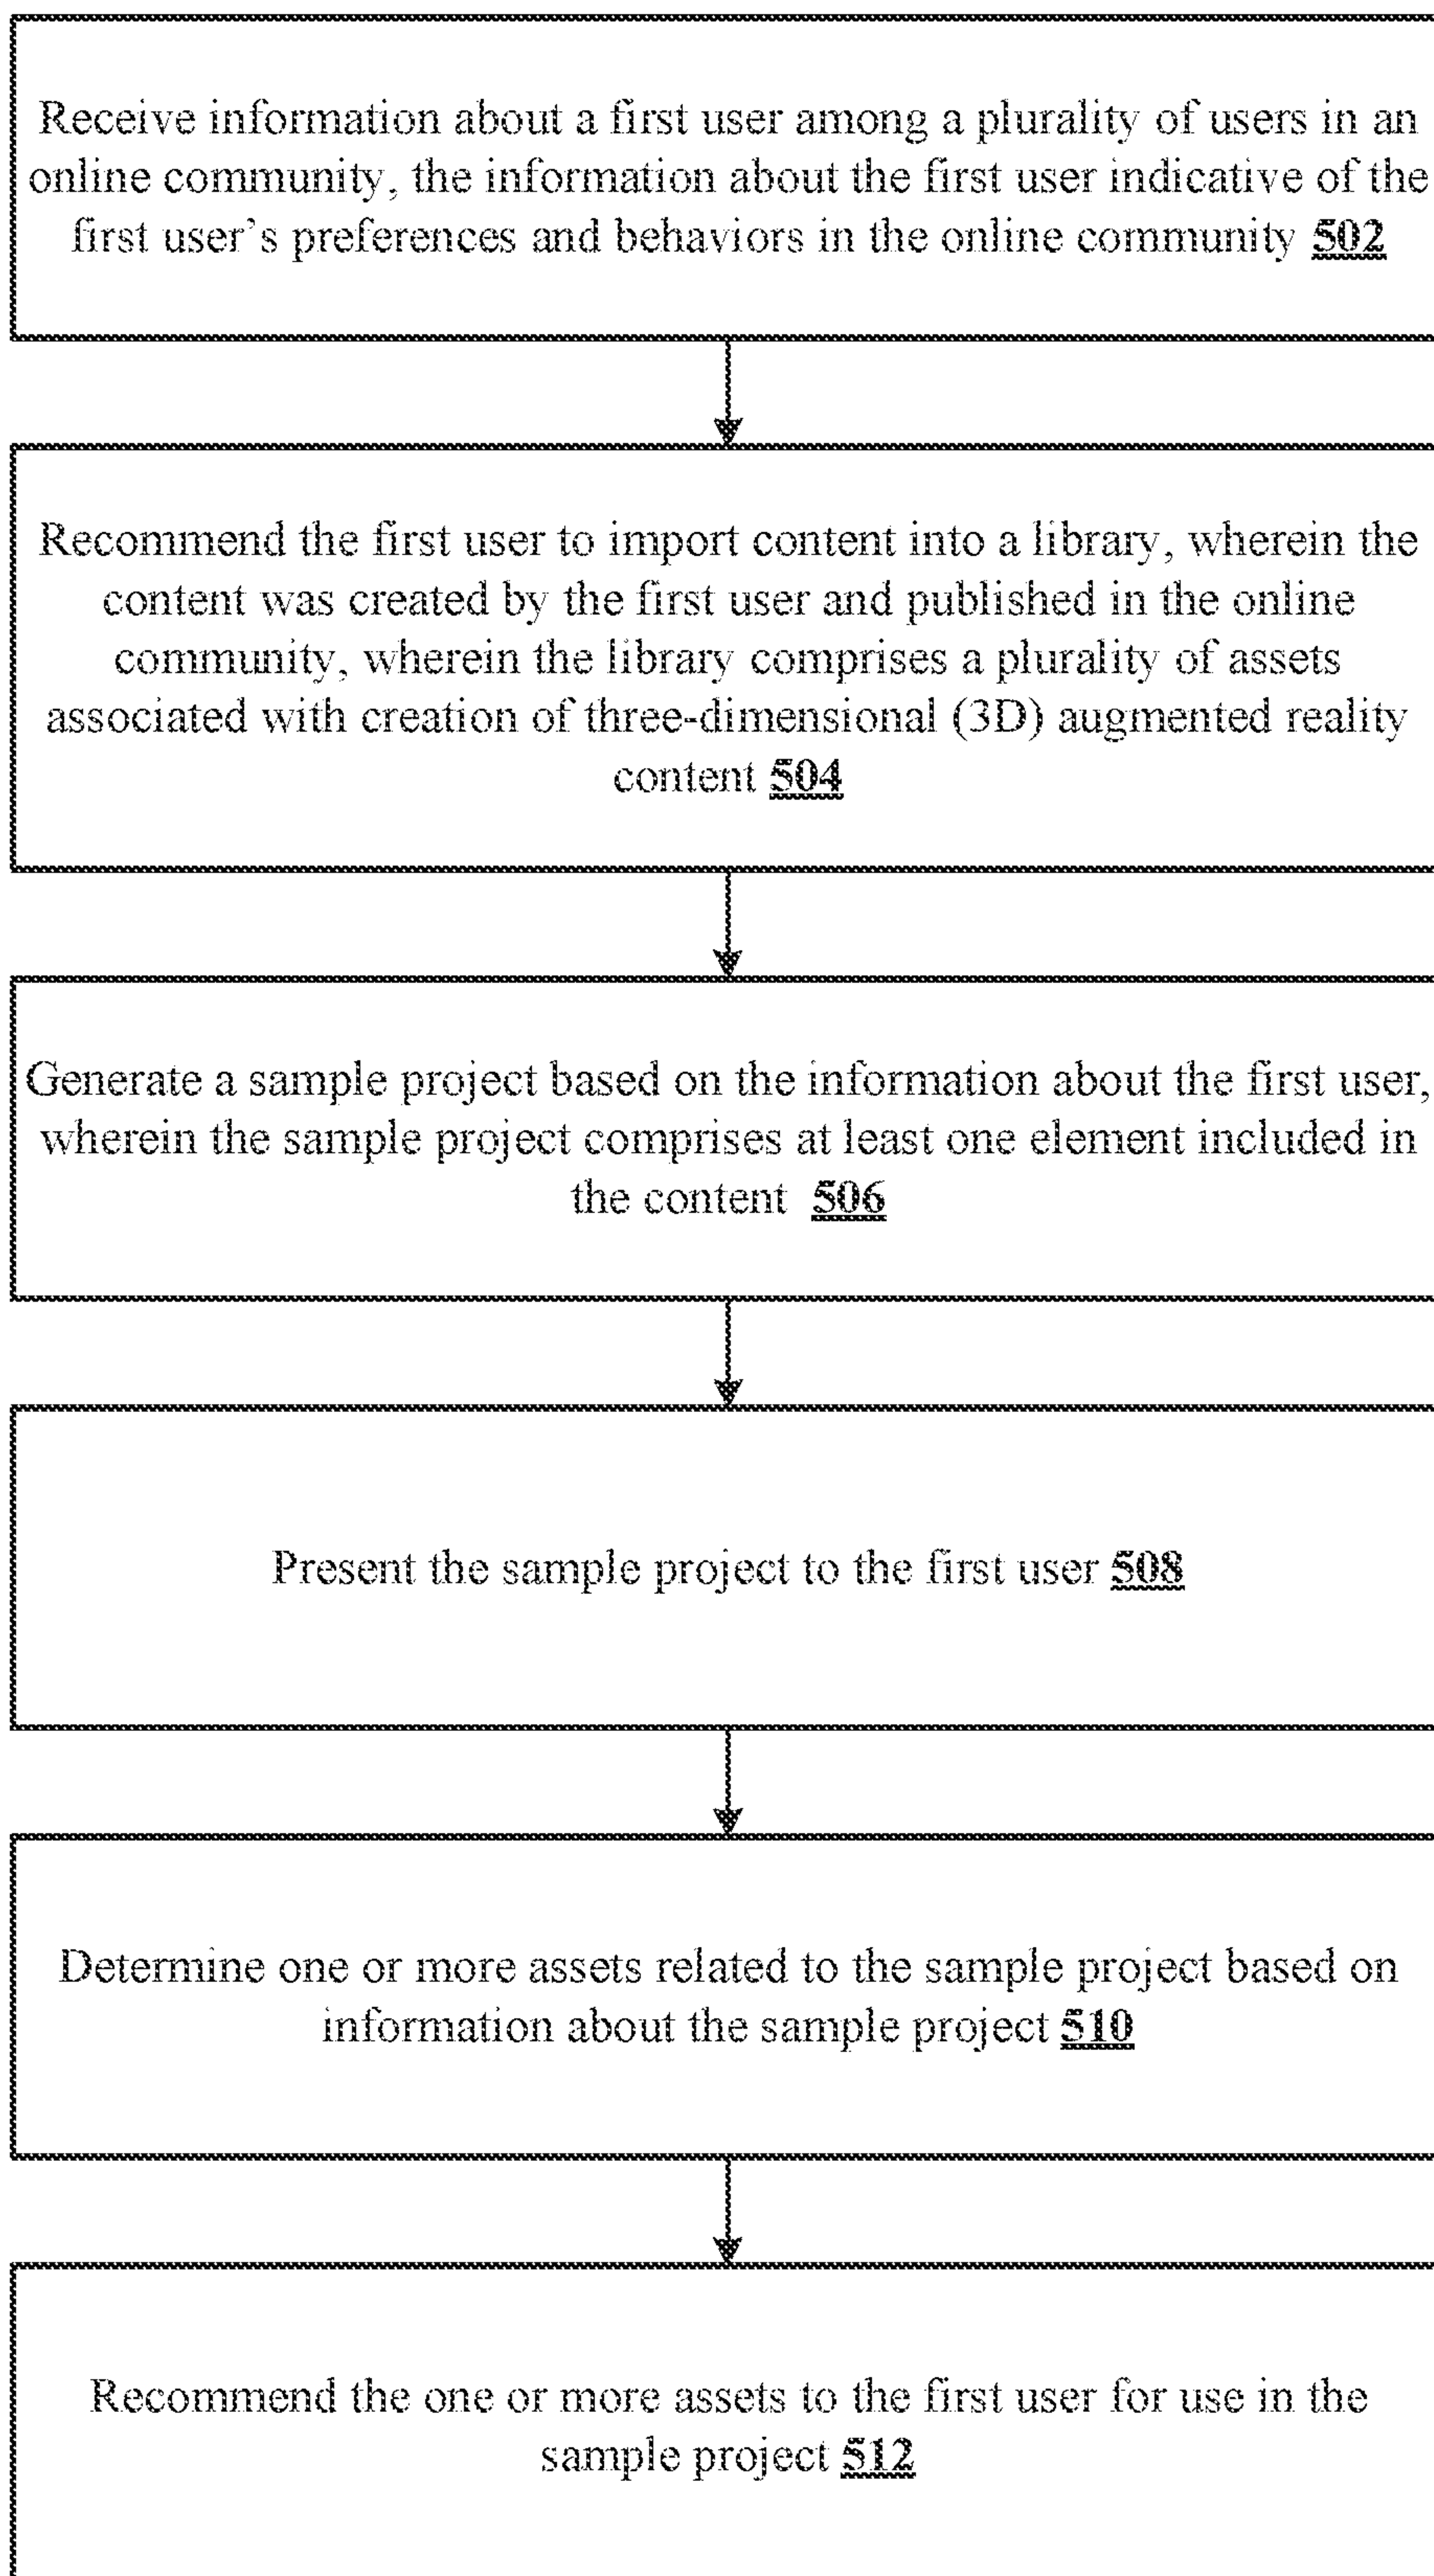 Receive information about a first user among a plurality of users in an
online community, the information about the first user indicative of the
first user's preferences and behaviors in the online community 502
Recommend the first user to import content into a library, wherein the
content was created by the first user and published in the online
community, wherein the library comprises a plurality of assets
associated with creation of three-dimensional (3D) augmented reality
content 504
Generate a sample project based on the information about the first user,
wherein the sample project comprises at least one element included in
the content 506
Present the sample project to the first user 508
Determine one or more assets related to the sample project based on
information about the sample project 510
Recommend the one or more assets to the first user for use in the
sample project 512